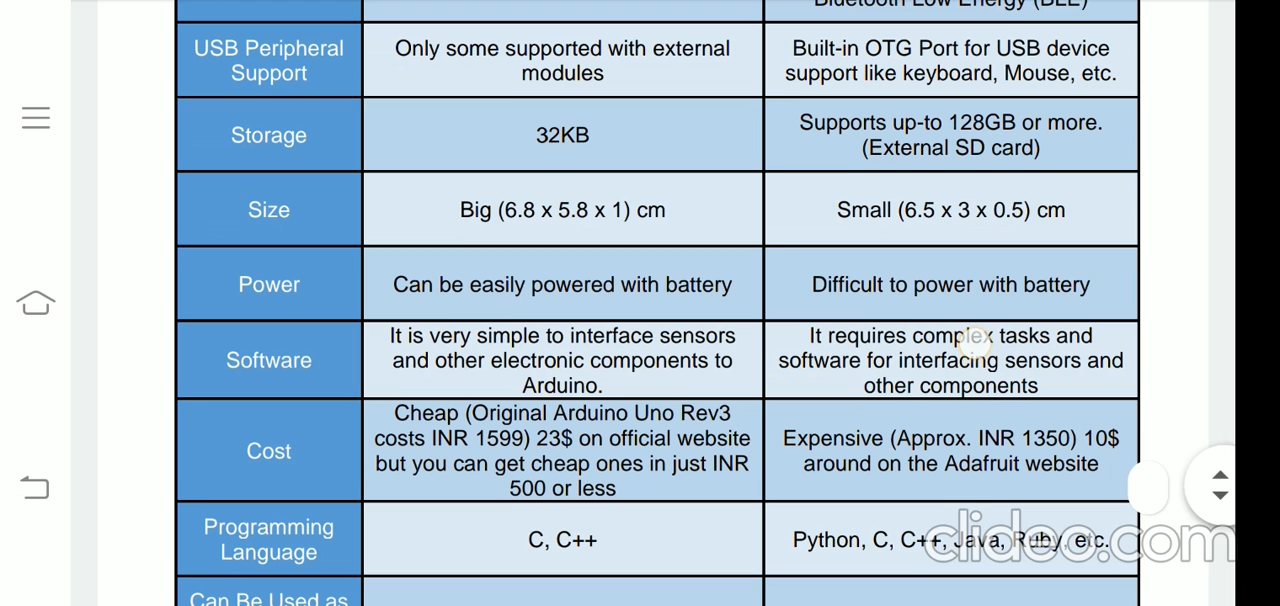 Bluetooth Low Energy (BLE)
USB Peripheral
Support
Only some supported with external
modules
Built-in OTG Port for USB device
support like keyboard, Mouse, etc.
Storage
32KB
Supports up-to 128GB or more.
(External SD card)
Size
Big (6.8 x 5.8 x 1) cm
Small (6.5 x 3 x 0.5) cm
Power
Can be easily powered with battery
Difficult to power with battery
Software
It is very simple to interface sensors
and other electronic components to
Arduino.
It requires complex tasks and
software for interfacing sensors and
other components
Cost
Cheap (Original Arduino Uno Rev3
costs INR 1599) 23$ on official website
but you can get cheap ones in just INR
500 or less
Expensive (Approx. INR 1350) 10$
around on the Adafruit website
Programming
Language
C, C++
Python, C, C++, Java, Ruby, etc.
Can Be Used as
clideo.com